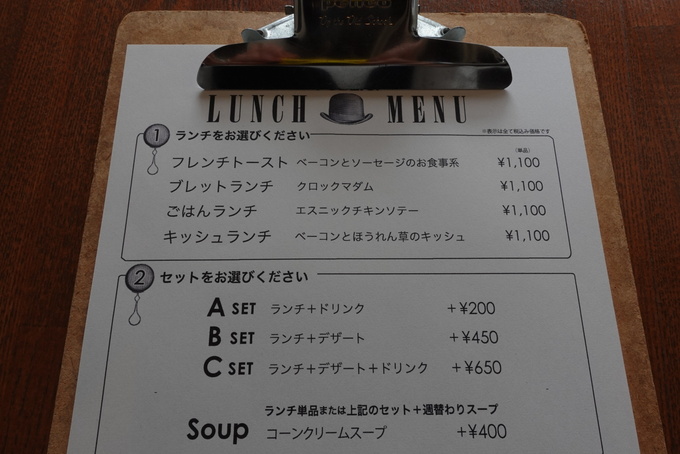 LUNCH MENU
※表示は全て税込み価格です
1 ランチをお選びください
(単品)
フレンチトースト ベーコンとソーセージのお食事系 ¥1,100
ブレットランチ クロックマダム ¥1,100
ごはんランチ エスニックチキンソテー ¥1,100
キッシュランチ ベーコンとほうれん草のキッシュ ¥1,100
2 セットをお選びください
A SET ランチ+ドリンク +¥200
B SET ランチ+デザート +¥450
C SET ランチ+デザート+ドリンク +¥650
ランチ単品または上記のセット+週替わりスープ
Soup コーンクリームスープ +¥400